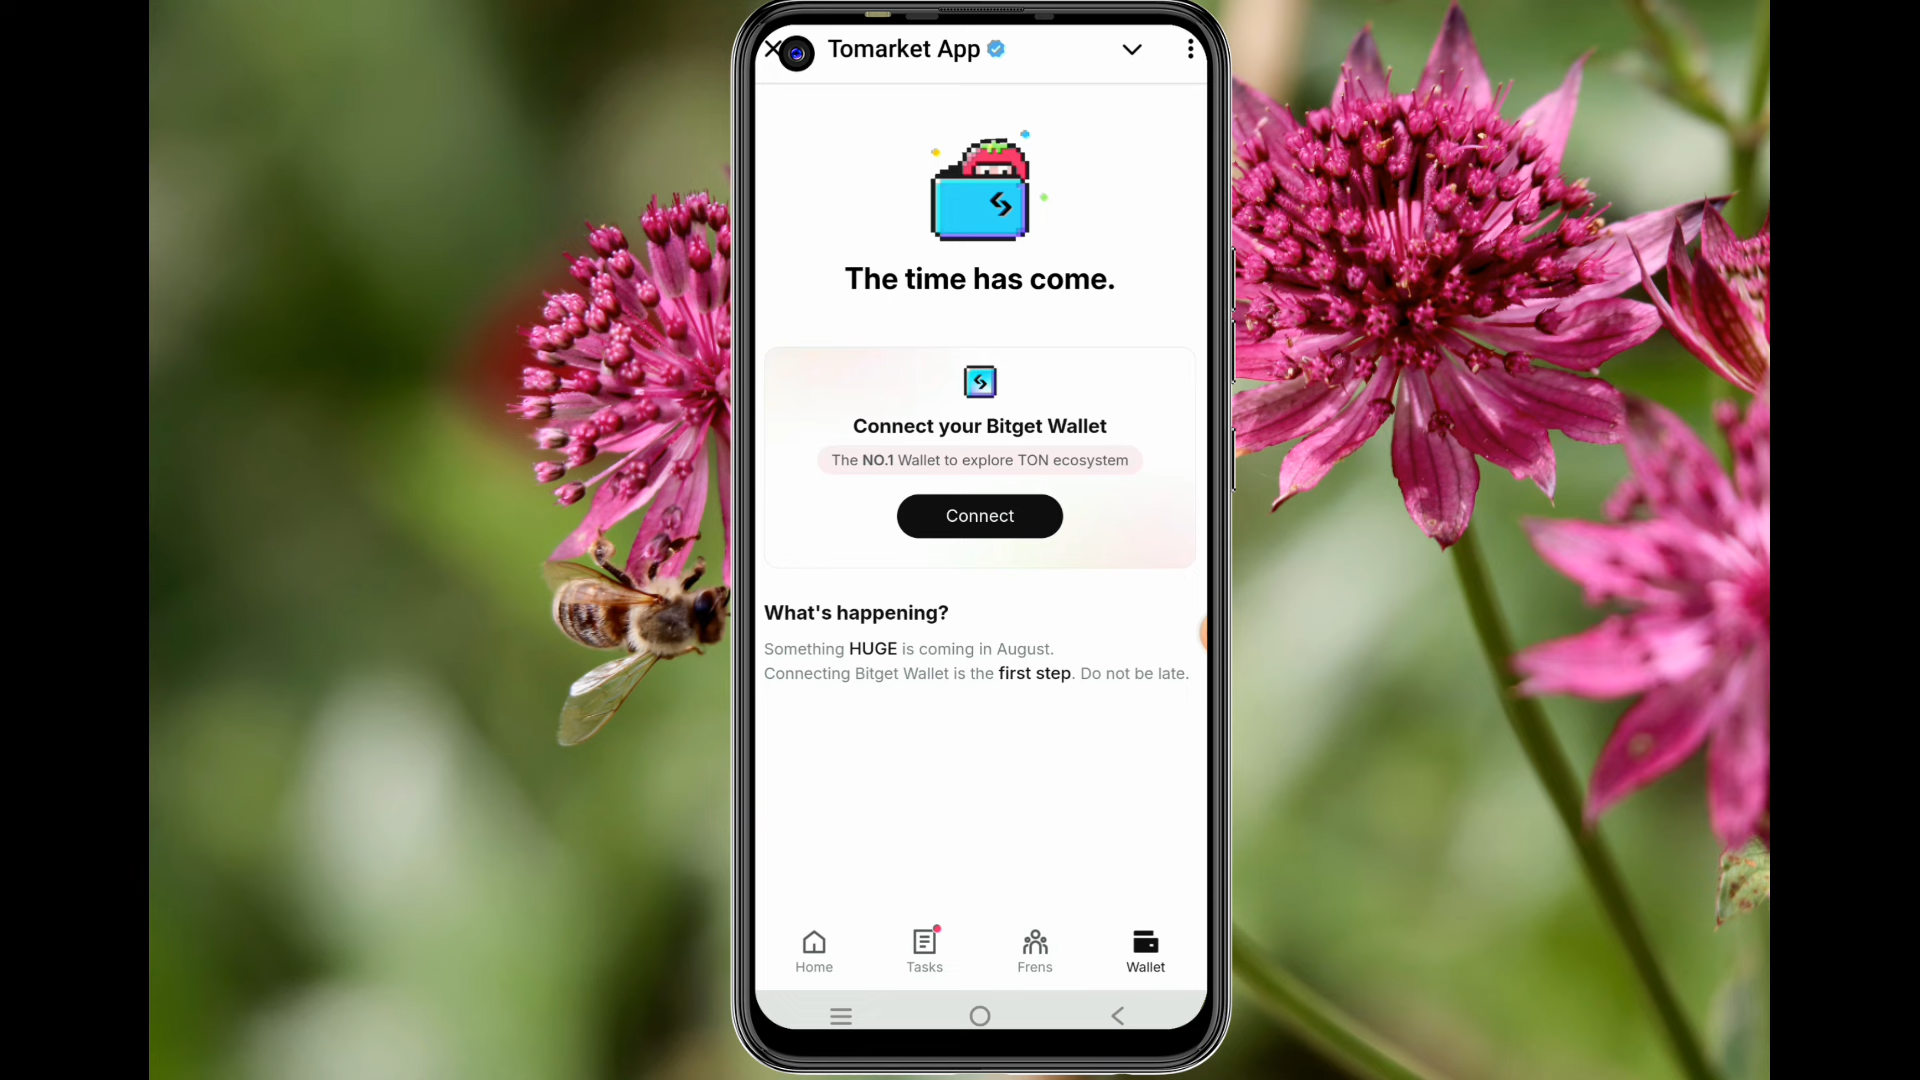 Tomarket App
The time has come.
Connect your Bitget Wallet
The NO.1 Wallet to explore TON ecosystem
Connect
What's happening?
Something HUGE is coming in August.
Connecting Bitget Wallet is the first step. Do not be late.
Home
Tasks
Frens
Wallet